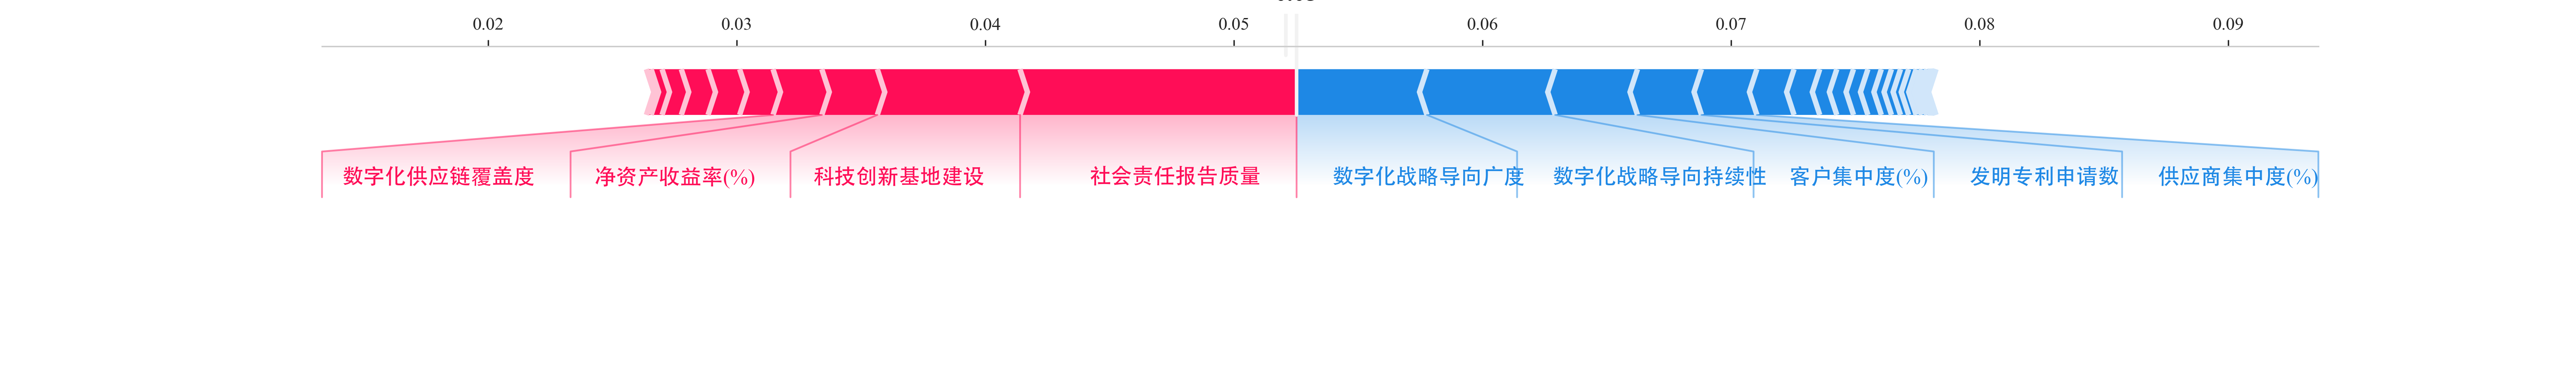 0.02 0.03 0.04 0.05 0.06 0.07 0.08 0.09
数字化供应链覆盖度 净资产收益率(%) 科技创新基地建设 社会责任报告质量 数字化战略导向广度 数字化战略导向持续性 客户集中度(%) 发明专利申请数 供应商集中度(%)